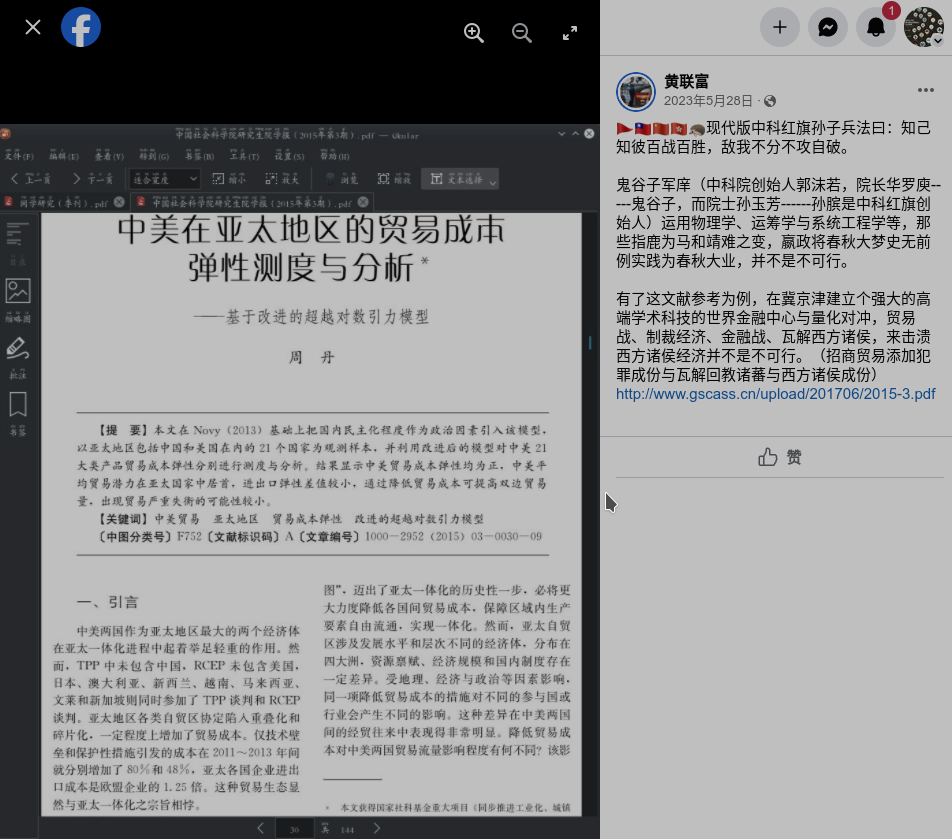 中国社会科学院研究生院学报（2015年第3期）.pdf — Okular
文件(F) 编辑(E) 查看(V) 转到(G) 书签(B) 工具(T) 设置(S) 帮助(H)
上一页 下一页 适合宽度 缩小 放大 浏览 缩放 文本选择
中国社会科学院研究生院学报（2015年第3期）.pdf
中美在亚太地区的贸易成本
弹性测度与分析*
——基于改进的超越对数引力模型
周 丹
【摘 要】本文在 Novy（2013）基础上把国内民主化程度作为政治因素引入该模型，
以亚太地区包括中国和美国在内的 21 个国家为观测样本，并利用改进后的模型对中美 21
大类产品贸易成本弹性分别进行测度与分析。结果显示中美贸易成本弹性均为正，中美平
均贸易潜力在亚太国家中居首，进出口弹性差值较小，通过降低贸易成本可提高双边贸易
量，出现贸易严重失衡的可能性较小。
【关键词】中美贸易 亚太地区 贸易成本弹性 改进的超越对数引力模型
〔中图分类号〕F752〔文献标识码〕A〔文章编号〕1000－2952（2015）03－0030－09
一、引言
中美两国作为亚太地区最大的两个经济体
在亚太一体化进程中起着举足轻重的作用。然
而，TPP 中未包含中国，RCEP 未包含美国，
日本、澳大利亚、新西兰、越南、马来西亚、
文莱和新加坡则同时参加了 TPP 谈判和 RCEP
谈判。亚太地区各类自贸区协定陷入重叠化和
碎片化，一定程度上增加了贸易成本。仅技术壁
垒和保护性措施引发的成本在 2011～2013 年间
就分别增加了 80%和 48%，亚太各国企业进出
口成本是欧盟企业的 1.25 倍。这种贸易生态显
然与亚太一体化之宗旨相悖。
图”，迈出了亚太一体化的历史性一步，必将更
大力度降低各国间贸易成本，保障区域内生产
要素自由流通，实现一体化。然而，亚太自贸
区涉及发展水平和层次不同的经济体，分布在
四大洲，资源禀赋、经济规模和国内制度存在
一定差异。受地理、经济与政治等因素影响，
同一项降低贸易成本的措施对不同的参与国或
行业会产生不同的影响。这种差异在中美两国
间的经贸往来中表现得非常明显。降低贸易成
本对中美两国贸易流量影响程度有何不同？该影
* 本文获得国家社科基金重大项目（同步推进工业化、城镇
缩略图
批注
书签
30 共 144
1
黄联富
2023年5月28日 ·
🚩🇹🇼🇨🇳🇭🇰🦔现代版中科红旗孙子兵法曰：知己
知彼百战百胜，敌我不分不攻自破。
鬼谷子军庠（中科院创始人郭沫若，院长华罗庚--
---鬼谷子，而院士孙玉芳------孙膑是中科红旗创
始人）运用物理学、运筹学与系统工程学等，那
些指鹿为马和靖难之变，嬴政将春秋大梦史无前
例实践为春秋大业，并不是不可行。
有了这文献参考为例，在冀京津建立个强大的高
端学术科技的世界金融中心与量化对冲，贸易
战、制裁经济、金融战、瓦解西方诸侯，来击溃
西方诸侯经济并不是不可行。（招商贸易添加犯
罪成份与瓦解回教诸蕃与西方诸侯成份）
http://www.gscass.cn/upload/201706/2015-3.pdf
赞